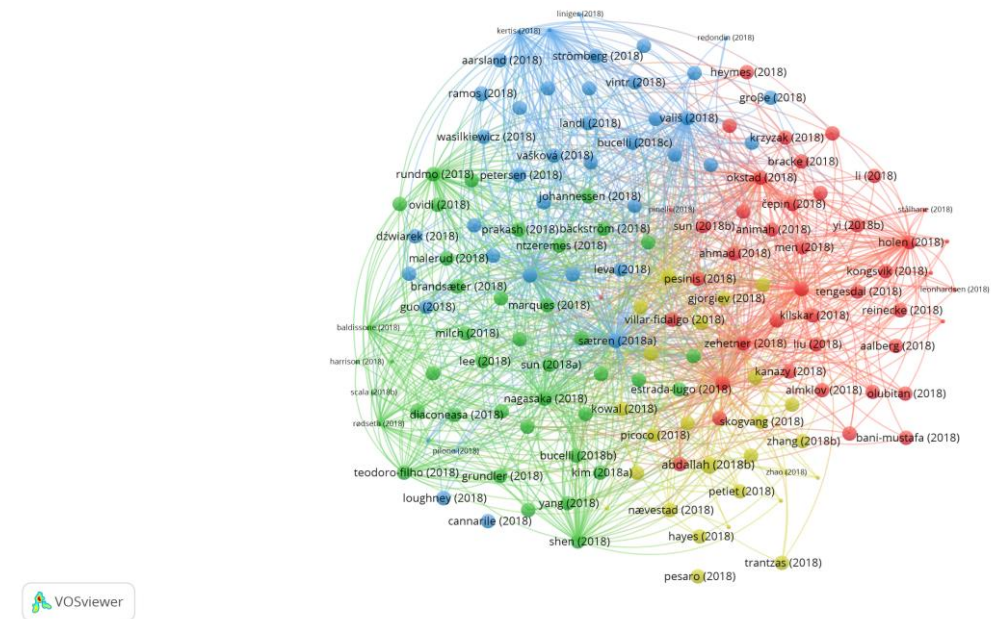 liniger (2018)
kertis (2018)
redondin (2018)
aarsland (2018)
strömberg (2018)
heymes (2018)
vintr (2018)
ramos (2018)
große (2018)
landi (2018)
vališ (2018)
wasilkiewicz (2018)
bucelli (2018c)
krzyzak (2018)
vašková (2018)
bracke (2018)
rundmo (2018)
petersen (2018)
okstad (2018)
li (2018)
johannessen (2018)
ovidi (2018)
čepin (2018)
stålhane (2018)
dźwiarek (2018)
prakash (2018)
bäckström (2018)
sun (2018b)
animah (2018)
yi (2018b)
ntzeremes (2018)
ahmad (2018)
men (2018)
holen (2018)
malerud (2018)
leva (2018)
pesinis (2018)
kongsvik (2018)
brandsæter (2018)
tengesdal (2018)
leonhardsen (2018)
guo (2018)
marques (2018)
gjorgiev (2018)
reinecke (2018)
baldissone (2018)
villar-fidalgo (2018)
kilskar (2018)
milch (2018)
sætren (2018a)
zehetner (2018)
liu (2018)
aalberg (2018)
harrison (2018)
lee (2018)
sun (2018a)
kanazy (2018)
scala (2018b)
estrada-lugo (2018)
almklov (2018)
olubitan (2018)
nagasaka (2018)
diaconeasa (2018)
kowal (2018)
rødseth (2018)
skogvang (2018)
picoco (2018)
zhang (2018b)
bani-mustafa (2018)
bucelli (2018b)
teodoro-filho (2018)
grundler (2018)
kim (2018a)
abdallah (2018b)
zhao (2018)
loughney (2018)
yang (2018)
petlet (2018)
cannarile (2018)
nævestad (2018)
shen (2018)
hayes (2018)
trantzas (2018)
pesaro (2018)
VOSviewer